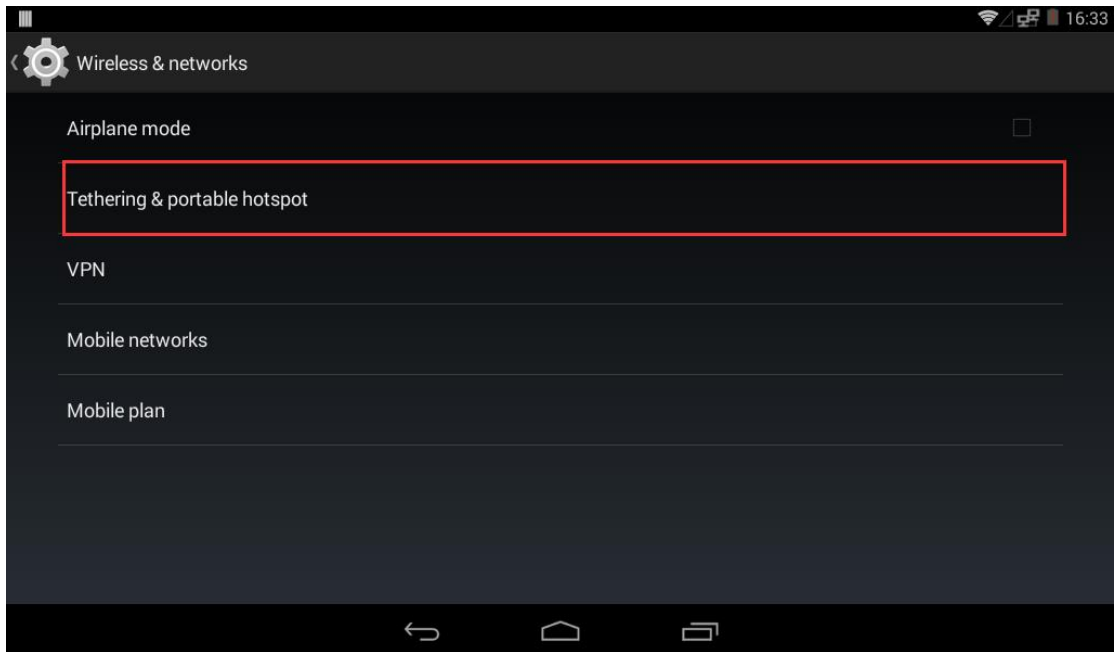 16:33
Wireless & networks
Airplane mode
Tethering & portable hotspot
VPN
Mobile networks
Mobile plan